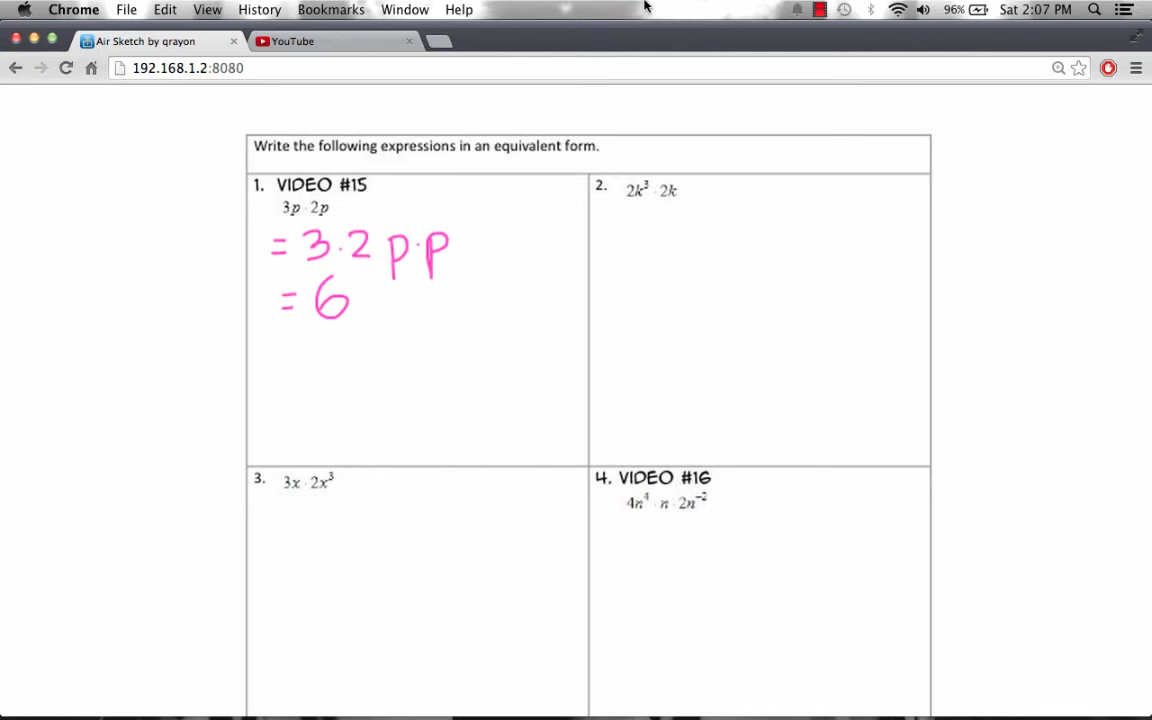 Chrome File Edit View History Bookmarks Window Help 96% Sat 2:07 PM
Air Sketch by qrayon YouTube
192.168.1.2:8080
Write the following expressions in an equivalent form.
1. VIDEO #15
3p · 2p
= 3·2 p·p
= 6
2. 2k³ · 2k
3. 3x · 2x³
4. VIDEO #16
4n⁴ · n · 2n⁻²